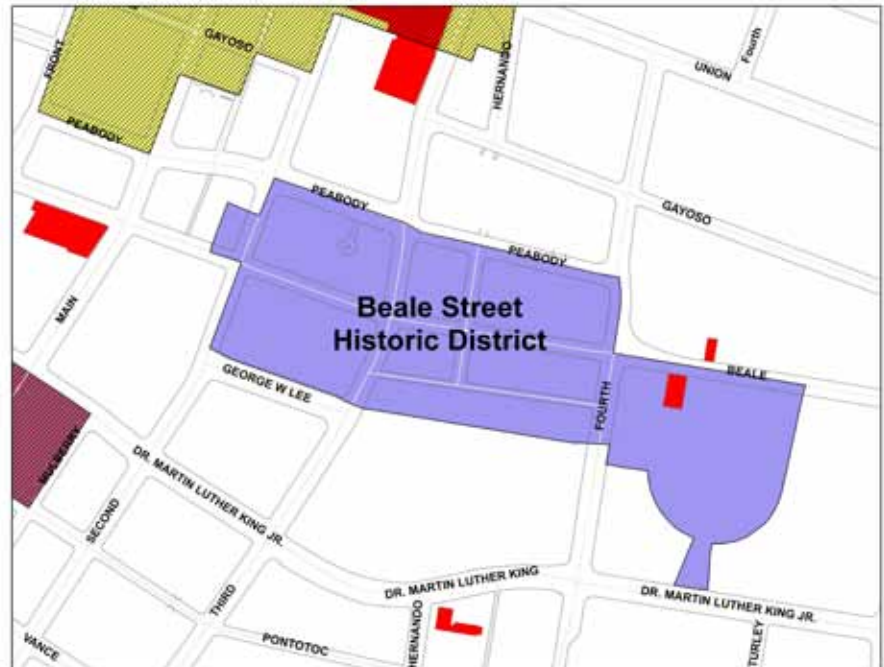 GAYOSO
FRONT
HERNANDO
Fourth
UNION
PEABODY
PEABODY
GAYOSO
PEABODY
MAIN
Beale Street
Historic District
BEALE
GEORGE W LEE
FOURTH
MULBERRY
DR. MARTIN LUTHER KING JR.
SECOND
THIRD
DR. MARTIN LUTHER KING
DR. MARTIN LUTHER KING JR.
HERNANDO
PONTOTOC
TURLEY
VANCE